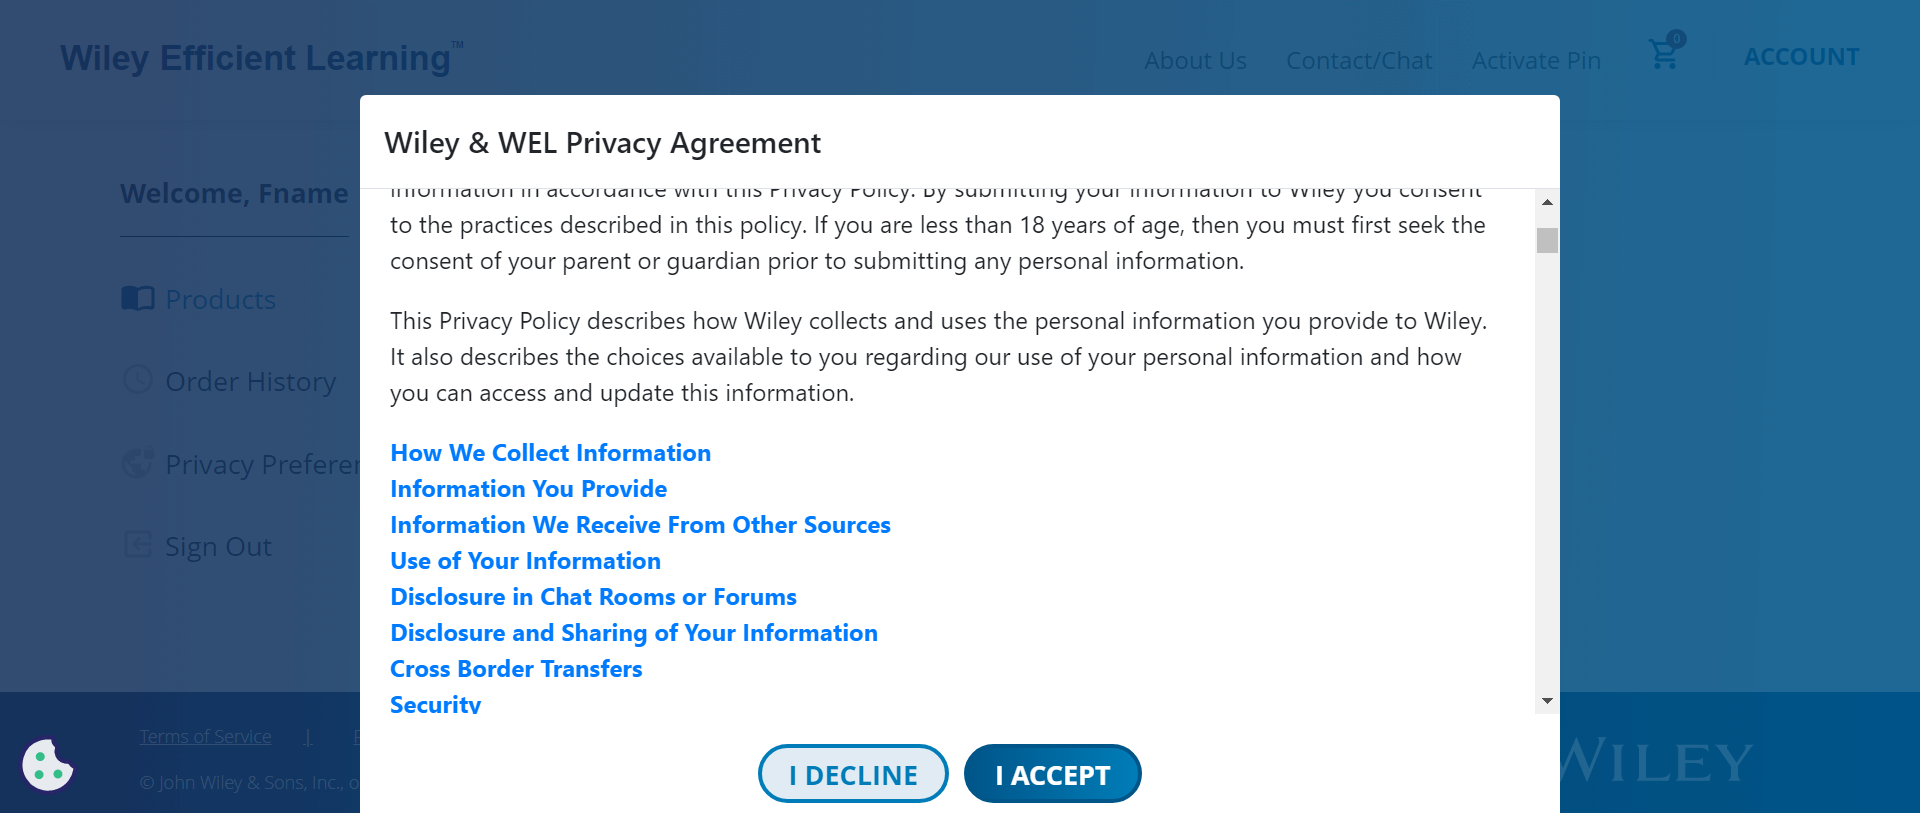 Wiley Efficient Learning™
About Us
Contact/Chat
Activate Pin
0
ACCOUNT
Wiley & WEL Privacy Agreement
Welcome, Fname
Products
Order History
Privacy
Sign Out
information in accordance with this Privacy Policy. By submitting your information to Wiley you consent
to the practices described in this policy. If you are less than 18 years of age, then you must first seek the
consent of your parent or guardian prior to submitting any personal information.
This Privacy Policy describes how Wiley collects and uses the personal information you provide to Wiley.
It also describes the choices available to you regarding our use of your personal information and how
you can access and update this information.
How We Collect Information
Information You Provide
Information We Receive From Other Sources
Use of Your Information
Disclosure in Chat Rooms or Forums
Disclosure and Sharing of Your Information
Cross Border Transfers
Security
I DECLINE
I ACCEPT
Terms of Service |
© John Wiley & Sons, Inc.,
WILEY